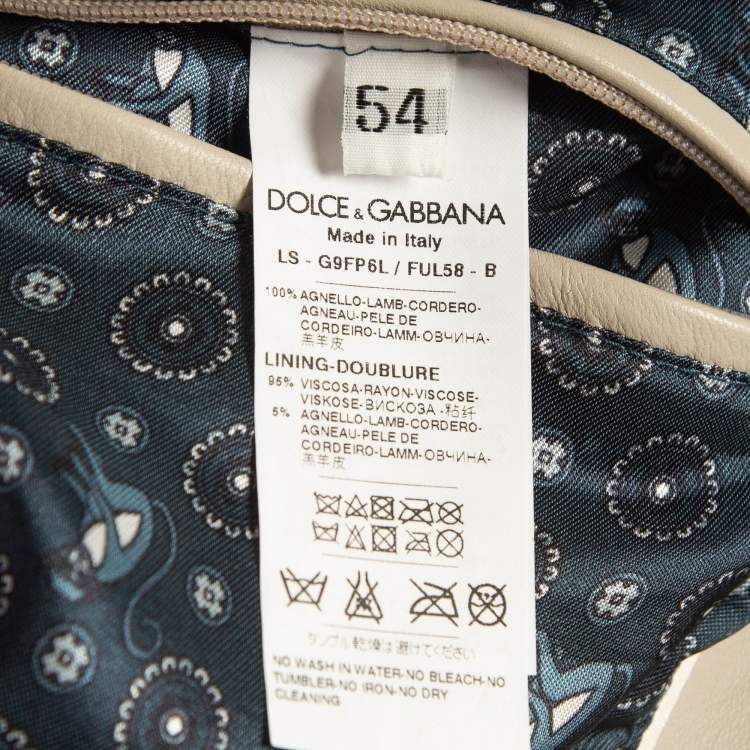 54
DOLCE & GABBANA
Made in Italy
LS - G9FP6L / FUL58 - B
100% AGNELLO-LAMB-CORDERO-
AGNEAU-PELE DE
CORDEIRO-LAMM-ОВЧИНА-
羔羊皮
LINING-DOUBLURE
95% VISCOSA-RAYON-VISCOSE-
VISKOSE-ВИСКОЗА-粘纤
5% AGNELLO-LAMB-CORDERO-
AGNEAU-PELE DE
CORDEIRO-LAMM-ОВЧИНА-
羔羊皮
タンブル乾燥は避けてください
NO WASH IN WATER-NO BLEACH-NO
TUMBLER-NO IRON-NO DRY
CLEANING